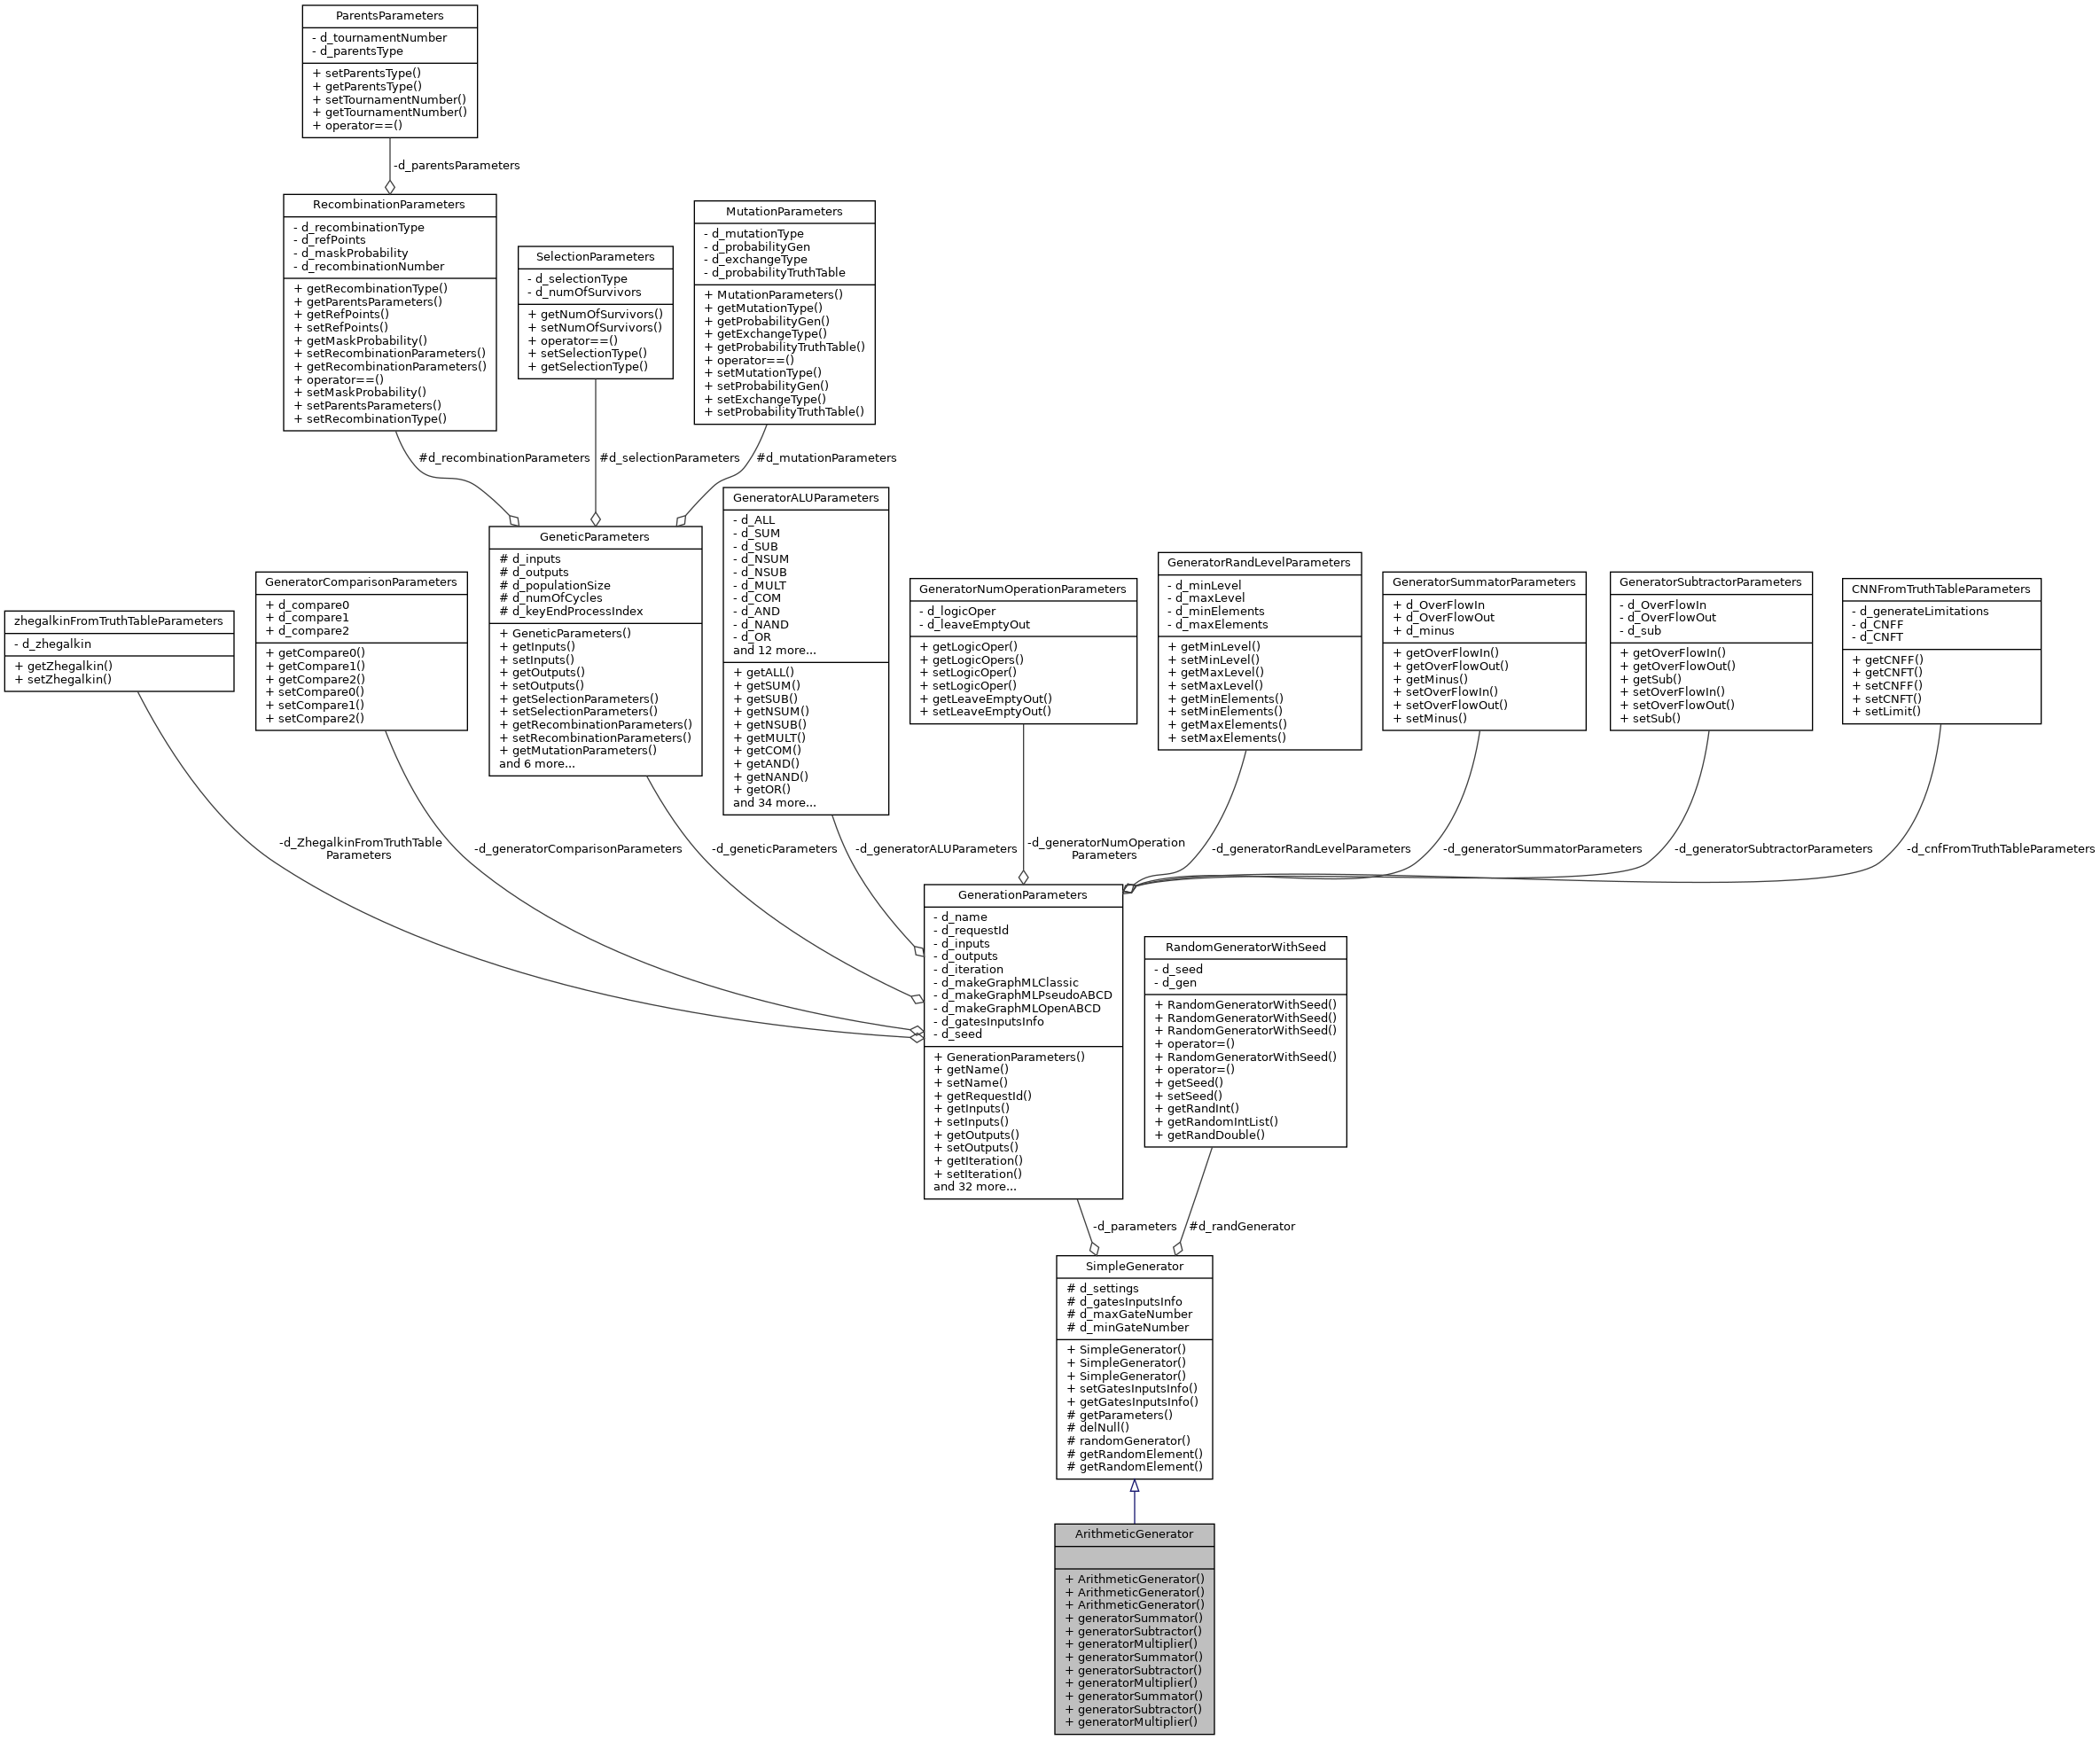 ParentsParameters
- d_tournamentNumber
- d_parentsType
+ setParentsType()
+ getParentsType()
+ setTournamentNumber()
+ getTournamentNumber()
+ operator==()
-d_parentsParameters
RecombinationParameters
- d_recombinationType
- d_refPoints
- d_maskProbability
- d_recombinationNumber
+ getRecombinationType()
+ getParentsParameters()
+ getRefPoints()
+ setRefPoints()
+ getMaskProbability()
+ setRecombinationParameters()
+ getRecombinationParameters()
+ operator==()
+ setMaskProbability()
+ setParentsParameters()
+ setRecombinationType()
SelectionParameters
- d_selectionType
- d_numOfSurvivors
+ getNumOfSurvivors()
+ setNumOfSurvivors()
+ operator==()
+ setSelectionType()
+ getSelectionType()
MutationParameters
- d_mutationType
- d_probabilityGen
- d_exchangeType
- d_probabilityTruthTable
+ MutationParameters()
+ getMutationType()
+ getProbabilityGen()
+ getExchangeType()
+ getProbabilityTruthTable()
+ operator==()
+ setMutationType()
+ setProbabilityGen()
+ setExchangeType()
+ setProbabilityTruthTable()
#d_recombinationParameters
#d_selectionParameters
#d_mutationParameters
zhegalkinFromTruthTableParameters
- d_zhegalkin
+ getZhegalkin()
+ setZhegalkin()
GeneratorComparisonParameters
+ d_compare0
+ d_compare1
+ d_compare2
+ getCompare0()
+ getCompare1()
+ getCompare2()
+ setCompare0()
+ setCompare1()
+ setCompare2()
GeneticParameters
# d_inputs
# d_outputs
# d_populationSize
# d_numOfCycles
# d_keyEndProcessIndex
+ GeneticParameters()
+ getInputs()
+ setInputs()
+ getOutputs()
+ setOutputs()
+ getSelectionParameters()
+ setSelectionParameters()
+ getRecombinationParameters()
+ setRecombinationParameters()
+ getMutationParameters()
and 6 more...
GeneratorALUParameters
- d_ALL
- d_SUM
- d_SUB
- d_NSUM
- d_NSUB
- d_MULT
- d_COM
- d_AND
- d_NAND
- d_OR
and 12 more...
+ getALL()
+ getSUM()
+ getSUB()
+ getNSUM()
+ getNSUB()
+ getMULT()
+ getCOM()
+ getAND()
+ getNAND()
+ getOR()
and 34 more...
GeneratorNumOperationParameters
- d_logicOper
- d_leaveEmptyOut
+ getLogicOper()
+ getLogicOpers()
+ setLogicOper()
+ setLogicOper()
+ getLeaveEmptyOut()
+ setLeaveEmptyOut()
GeneratorRandLevelParameters
- d_minLevel
- d_maxLevel
- d_minElements
- d_maxElements
+ getMinLevel()
+ setMinLevel()
+ getMaxLevel()
+ setMaxLevel()
+ getMinElements()
+ setMinElements()
+ getMaxElements()
+ setMaxElements()
GeneratorSummatorParameters
+ d_OverFlowIn
+ d_OverFlowOut
+ d_minus
+ getOverFlowIn()
+ getOverFlowOut()
+ getMinus()
+ setOverFlowIn()
+ setOverFlowOut()
+ setMinus()
GeneratorSubtractorParameters
- d_OverFlowIn
- d_OverFlowOut
- d_sub
+ getOverFlowIn()
+ getOverFlowOut()
+ getSub()
+ setOverFlowIn()
+ setOverFlowOut()
+ setSub()
CNNFromTruthTableParameters
- d_generateLimitations
- d_CNFF
- d_CNFT
+ getCNFF()
+ getCNFT()
+ setCNFF()
+ setCNFT()
+ setLimit()
-d_ZhegalkinFromTruthTable
Parameters
-d_generatorComparisonParameters
-d_geneticParameters
-d_generatorALUParameters
-d_generatorNumOperation
Parameters
-d_generatorRandLevelParameters
-d_generatorSummatorParameters
-d_generatorSubtractorParameters
-d_cnfFromTruthTableParameters
GenerationParameters
- d_name
- d_requestId
- d_inputs
- d_outputs
- d_iteration
- d_makeGraphMLClassic
- d_makeGraphMLPseudoABCD
- d_makeGraphMLOpenABCD
- d_gatesInputsInfo
- d_seed
+ GenerationParameters()
+ getName()
+ setName()
+ getRequestId()
+ getInputs()
+ setInputs()
+ getOutputs()
+ setOutputs()
+ getIteration()
+ setIteration()
and 32 more...
RandomGeneratorWithSeed
- d_seed
- d_gen
+ RandomGeneratorWithSeed()
+ RandomGeneratorWithSeed()
+ RandomGeneratorWithSeed()
+ operator=()
+ RandomGeneratorWithSeed()
+ operator=()
+ getSeed()
+ setSeed()
+ getRandInt()
+ getRandomIntList()
+ getRandDouble()
-d_parameters
#d_randGenerator
SimpleGenerator
# d_settings
# d_gatesInputsInfo
# d_maxGateNumber
# d_minGateNumber
+ SimpleGenerator()
+ SimpleGenerator()
+ SimpleGenerator()
+ setGatesInputsInfo()
+ getGatesInputsInfo()
# getParameters()
# delNull()
# randomGenerator()
# getRandomElement()
# getRandomElement()
ArithmeticGenerator
+ ArithmeticGenerator()
+ ArithmeticGenerator()
+ ArithmeticGenerator()
+ generatorSummator()
+ generatorSubtractor()
+ generatorMultiplier()
+ generatorSummator()
+ generatorSubtractor()
+ generatorMultiplier()
+ generatorSummator()
+ generatorSubtractor()
+ generatorMultiplier()